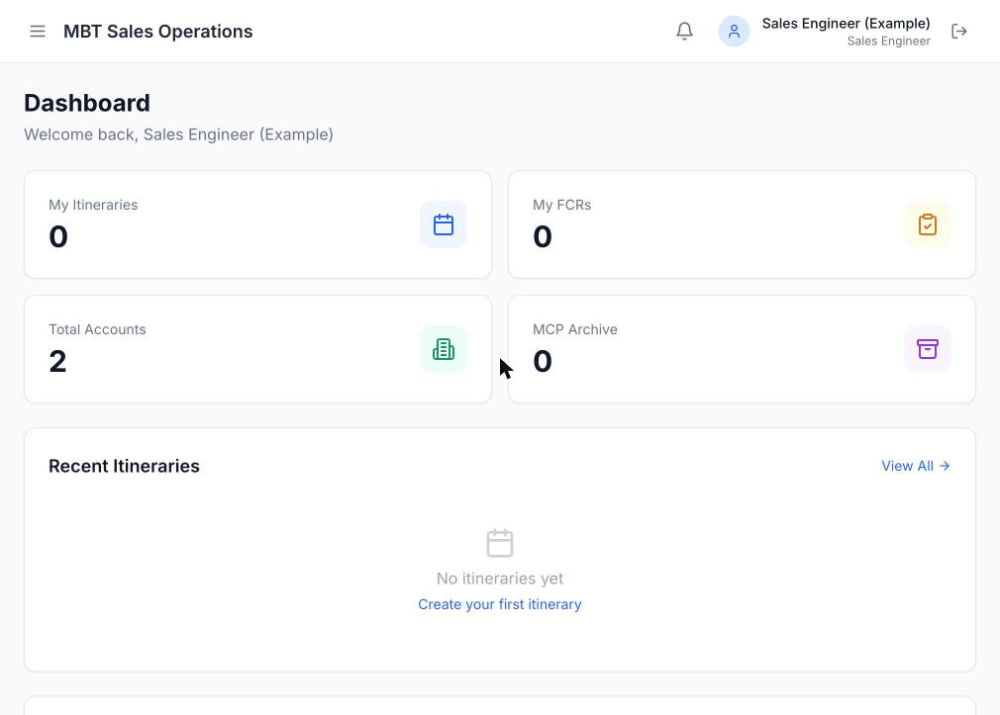 MBT Sales Operations
Sales Engineer (Example)
Sales Engineer
Dashboard
Welcome back, Sales Engineer (Example)
My Itineraries
0
My FCRs
0
Total Accounts
2
MCP Archive
0
Recent Itineraries
View All →
No itineraries yet
Create your first itinerary